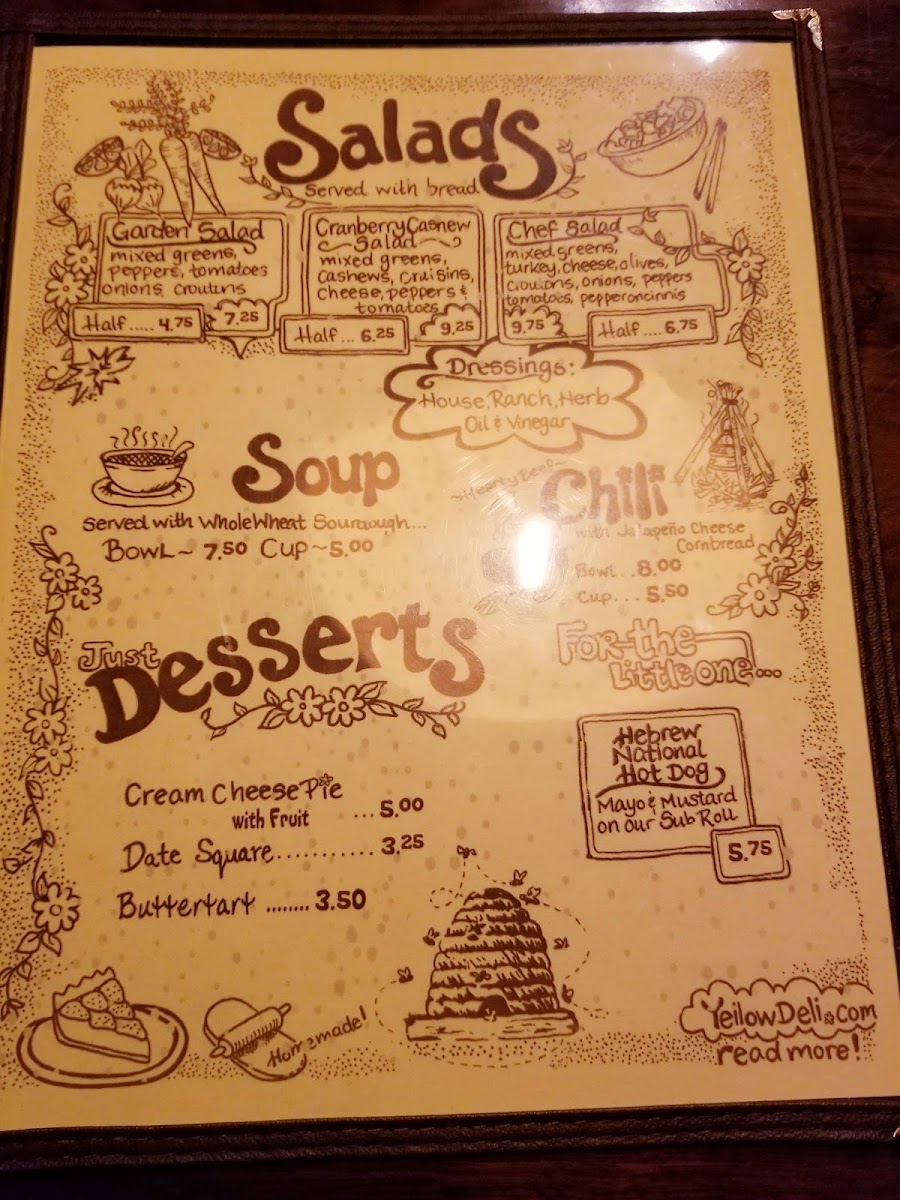 Salads
served with bread
Garden Salad
mixed greens,
peppers, tomatoes
onions, croutons
Half..... 4.75
7.25
Cranberry Cashew
Salad
mixed greens,
cashews, craisins,
cheese, peppers &
tomatoes
Half... 6.25
9.25
Chef Salad
mixed greens,
turkey, cheese, olives,
croutons, onions, peppers
tomatoes, pepperoncinnis
9.75
Half.... 6.75
Dressings:
House, Ranch, Herb
Oil & Vinegar
Soup
served with WholeWheat Sourdough...
Bowl ~ 7.50 Cup ~ 5.00
~Hearty Beef~
Chili
with Jalapeño Cheese
Cornbread
Bowl... 8.00
Cup.... 5.50
Just
Desserts
Cream Cheese Pie
with Fruit ... 5.00
Date Square........... 3.25
Buttertart ........ 3.50
For the
Little one...
Hebrew
National
Hot Dog
Mayo & Mustard
on our Sub Roll
5.75
Homemade!
YellowDeli.com
read more!